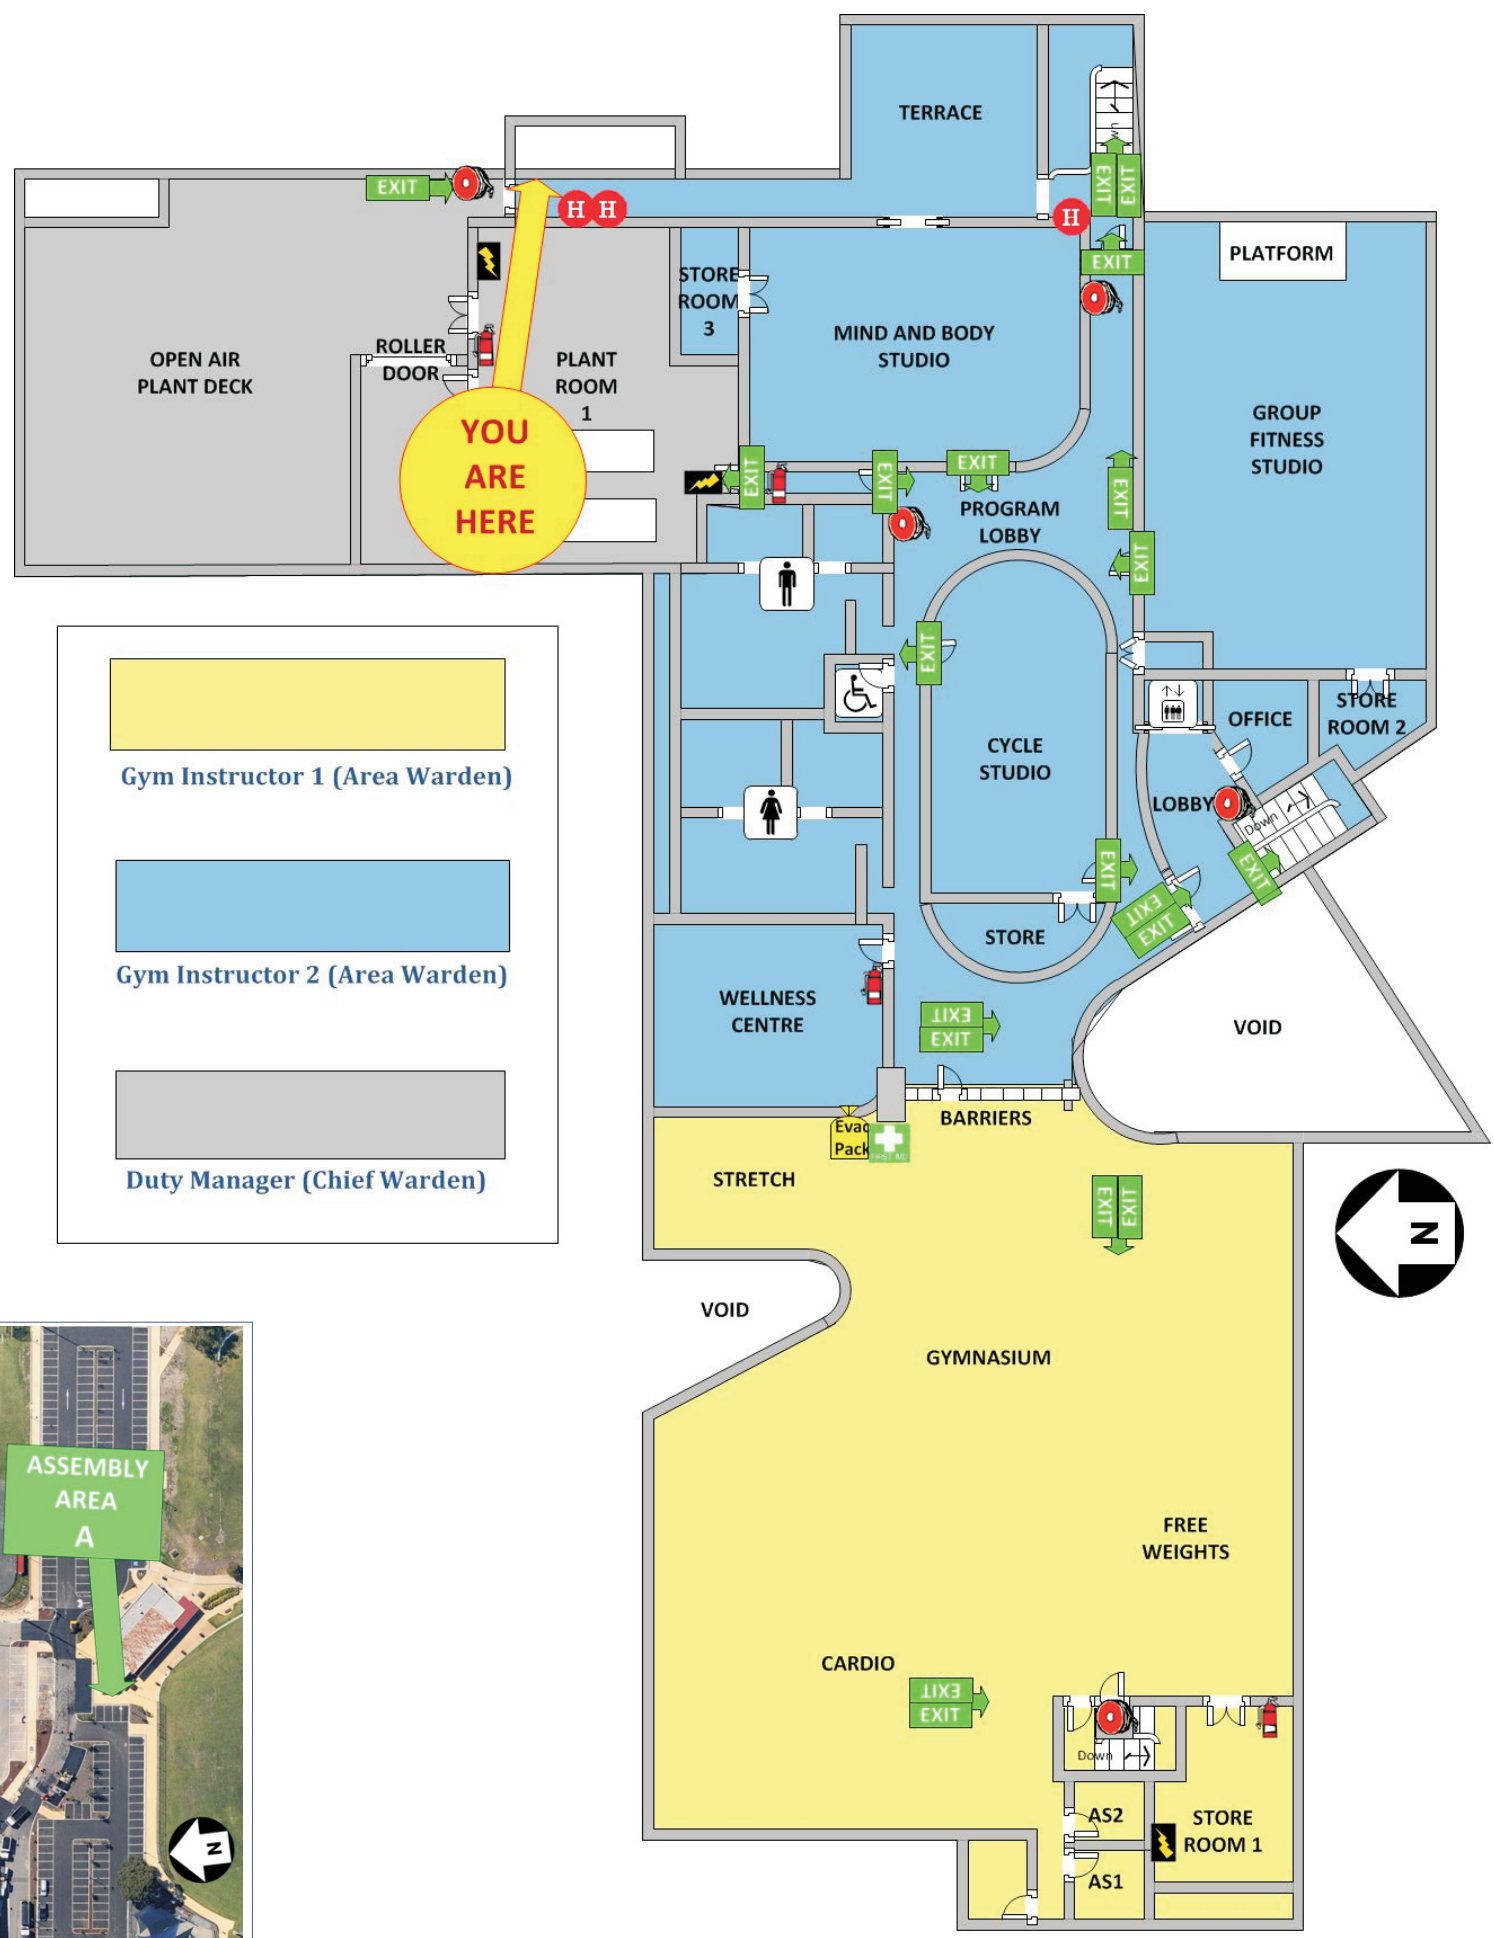 TERRACE
UP
EXIT
EXIT
EXIT
H H
H
EXIT
PLATFORM
STORE
ROOM
3
MIND AND BODY
STUDIO
OPEN AIR
PLANT DECK
ROLLER
DOOR
PLANT
ROOM
1
GROUP
FITNESS
STUDIO
YOU
ARE
HERE
EXIT
EXIT
EXIT
EXIT
PROGRAM
LOBBY
EXIT
EXIT
CYCLE
STUDIO
OFFICE
STORE
ROOM 2
LOBBY
Down
EXIT
EXIT
EXIT
EXIT
STORE
Gym Instructor 1 (Area Warden)
Gym Instructor 2 (Area Warden)
Duty Manager (Chief Warden)
WELLNESS
CENTRE
EXIT
EXIT
VOID
BARRIERS
Evac
Pack
FIRST AID
STRETCH
EXIT
EXIT
N
VOID
GYMNASIUM
FREE
WEIGHTS
CARDIO
EXIT
EXIT
Down
AS2
AS1
STORE
ROOM 1
ASSEMBLY
AREA
A
N